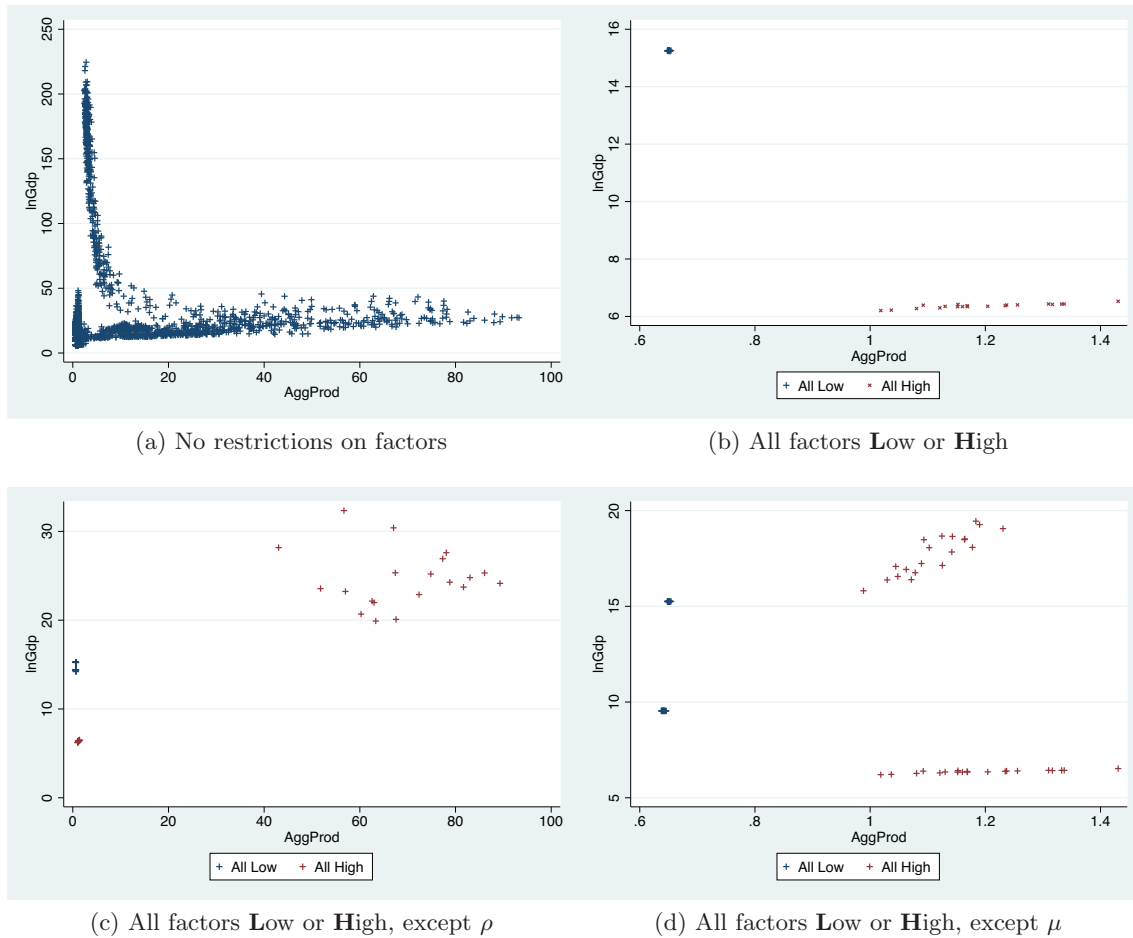 250
200
150
100
50
0
lnGdp
0 20 40 60 80 100
AggProd
(a) No restrictions on factors
16
14
12
10
8
6
lnGdp
.6 .8 1 1.2 1.4
AggProd
All Low All High
(b) All factors Low or High
30
20
10
0
lnGdp
0 20 40 60 80 100
AggProd
All Low All High
(c) All factors Low or High, except ρ
20
15
10
5
lnGdp
.6 .8 1 1.2 1.4
AggProd
All Low All High
(d) All factors Low or High, except μ